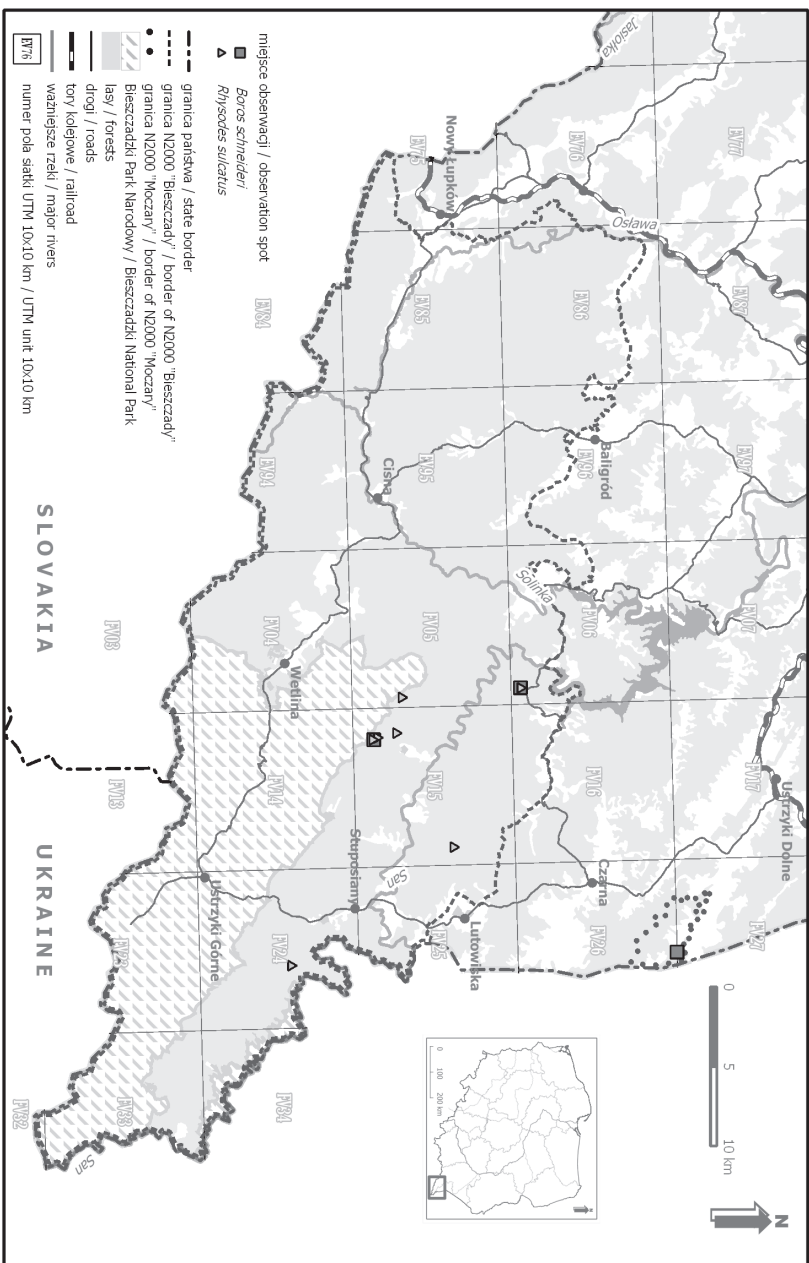 Jasiołka
EV77
EV76
EV75
Nowy Łupków
Osława
EV87
EV86
EV85
EV84
EV97
Baligród
EV96
EV95
Cisna
EV94
FV07
FV06
Solinka
FV05
FV04
Wetlina
FV03
Ustrzyki Dolne
FV17
FV16
FV15
FV14
FV13
FV27
Czarna
FV26
Lutowiska
FV25
San
Stuposiany
Ustrzyki Górne
FV24
FV23
FV34
FV33
FV32
San
SLOVAKIA
UKRAINE
0 5 10 km
N
0 100 200 km
miejsce obserwacji / observation spot
Boros schneideri
Rhysodes sulcatus
granica państwa / state border
granica N2000 "Bieszczady" / border of N2000 "Bieszczady"
granica N2000 "Moczary" / border of N2000 "Moczary"
Bieszczadzki Park Narodowy / Bieszczadzki National Park
lasy / forests
drogi / roads
tory kolejowe / railroad
ważniejsze rzeki / major rivers
EV76 numer pola siatki UTM 10x10 km / UTM unit 10x10 km